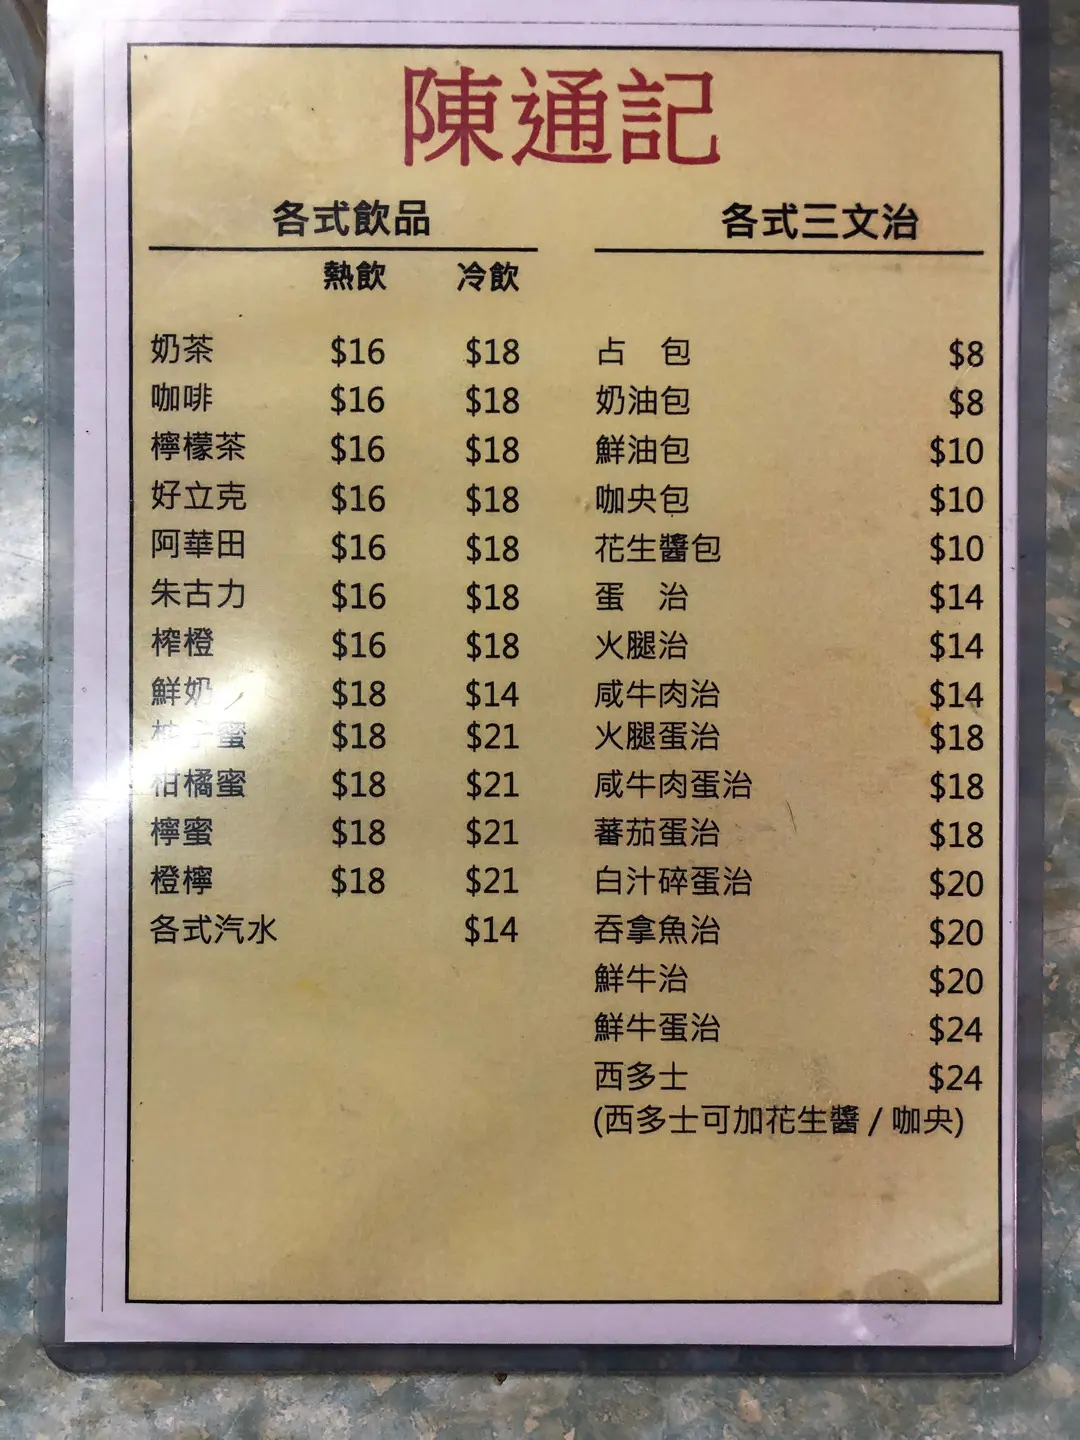 陳通記
各式飲品
熱飲 冷飲
奶茶 $16 $18
咖啡 $16 $18
檸檬茶 $16 $18
好立克 $16 $18
阿華田 $16 $18
朱古力 $16 $18
榨橙 $16 $18
鮮奶 $18 $14
柚子蜜 $18 $21
柑橘蜜 $18 $21
檸蜜 $18 $21
橙檸 $18 $21
各式汽水 $14
各式三文治
占 包 $8
奶油包 $8
鮮油包 $10
咖央包 $10
花生醬包 $10
蛋 治 $14
火腿治 $14
咸牛肉治 $14
火腿蛋治 $18
咸牛肉蛋治 $18
蕃茄蛋治 $18
白汁碎蛋治 $20
吞拿魚治 $20
鮮牛治 $20
鮮牛蛋治 $24
西多士 $24
(西多士可加花生醬 / 咖央)